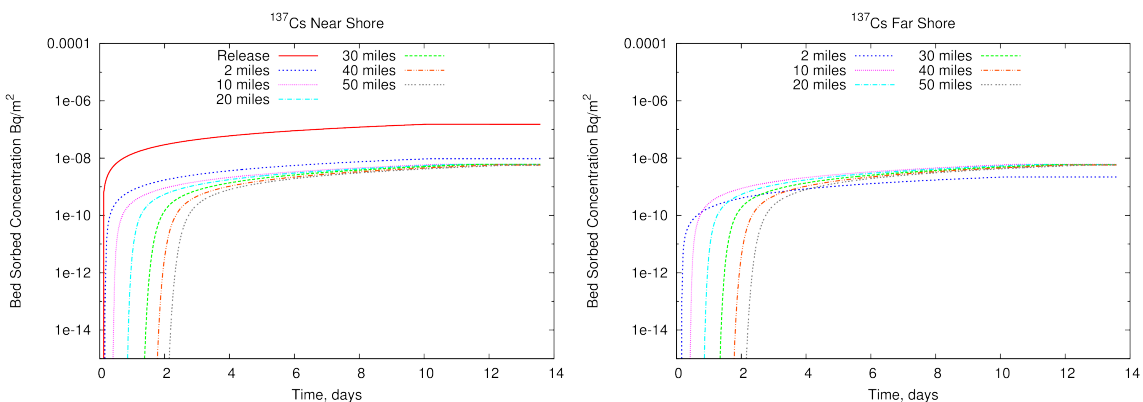 137Cs Near Shore
Bed Sorbed Concentration Bq/m2
0.0001
1e-06
1e-08
1e-10
1e-12
1e-14
Release
2 miles
10 miles
20 miles
30 miles
40 miles
50 miles
0 2 4 6 8 10 12 14
Time, days
137Cs Far Shore
Bed Sorbed Concentration Bq/m2
0.0001
1e-06
1e-08
1e-10
1e-12
1e-14
2 miles
10 miles
20 miles
30 miles
40 miles
50 miles
0 2 4 6 8 10 12 14
Time, days